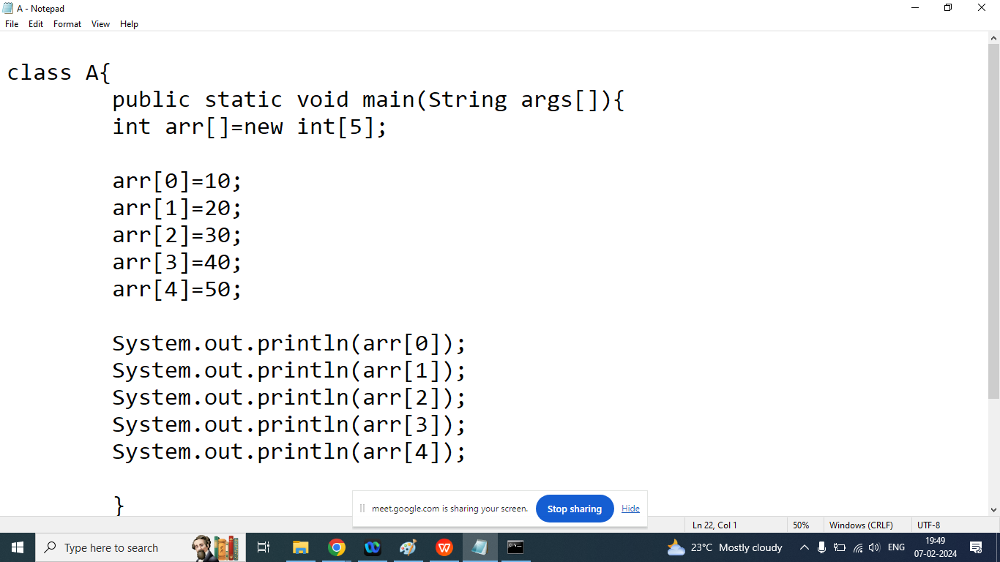 A - Notepad
File Edit Format View Help
class A{
public static void main(String args[]){
int arr[]=new int[5];
arr[0]=10;
arr[1]=20;
arr[2]=30;
arr[3]=40;
arr[4]=50;
System.out.println(arr[0]);
System.out.println(arr[1]);
System.out.println(arr[2]);
System.out.println(arr[3]);
System.out.println(arr[4]);
}
meet.google.com is sharing your screen. Stop sharing Hide
Ln 22, Col 1 50% Windows (CRLF) UTF-8
Type here to search 23°C Mostly cloudy ENG 19:49
07-02-2024